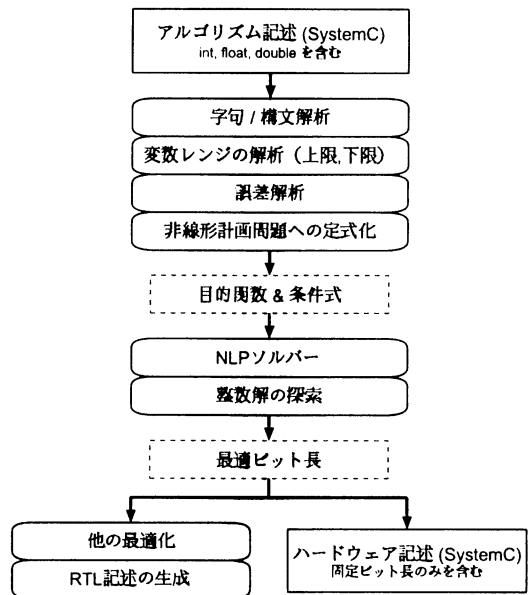 アルゴリズム記述 (SystemC)
int, float, double を含む
字句 / 構文解析
変数レンジの解析（上限,下限）
誤差解析
非線形計画問題への定式化
目的関数 & 条件式
NLPソルバー
整数解の探索
最適ビット長
他の最適化
RTL記述の生成
ハードウェア記述 (SystemC)
固定ビット長のみを含む